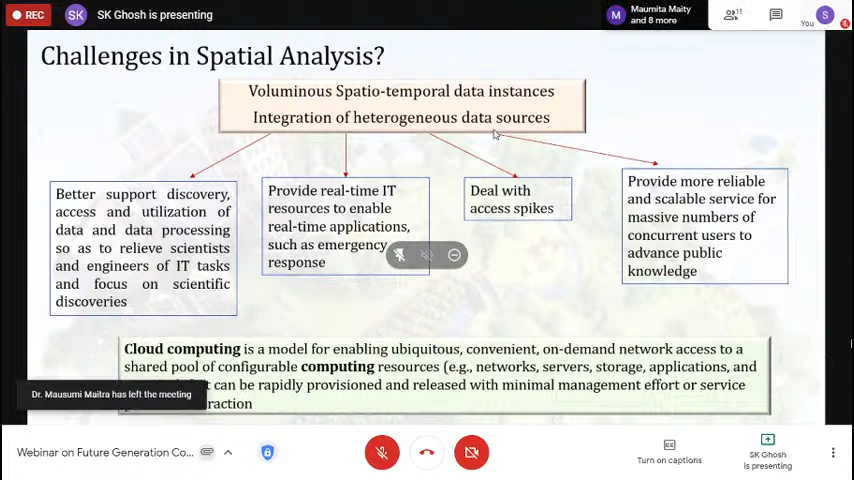 REC
SK
SK Ghosh is presenting
M
Maumita Maity
and 8 more
11
You
S
Challenges in Spatial Analysis?
Voluminous Spatio-temporal data instances
Integration of heterogeneous data sources
Better support discovery,
access and utilization of
data and data processing
so as to relieve scientists
and engineers of IT tasks
and focus on scientific
discoveries
Provide real-time IT
resources to enable
real-time applications,
such as emergency
response
Deal with
access spikes
Provide more reliable
and scalable service for
massive numbers of
concurrent users to
advance public
knowledge
Cloud computing is a model for enabling ubiquitous, convenient, on-demand network access to a
shared pool of configurable computing resources (e.g., networks, servers, storage, applications, and
can be rapidly provisioned and released with minimal management effort or service
Dr. Mausumi Maitra has left the meeting
Webinar on Future Generation Co...
Turn on captions
SK Ghosh
is presenting